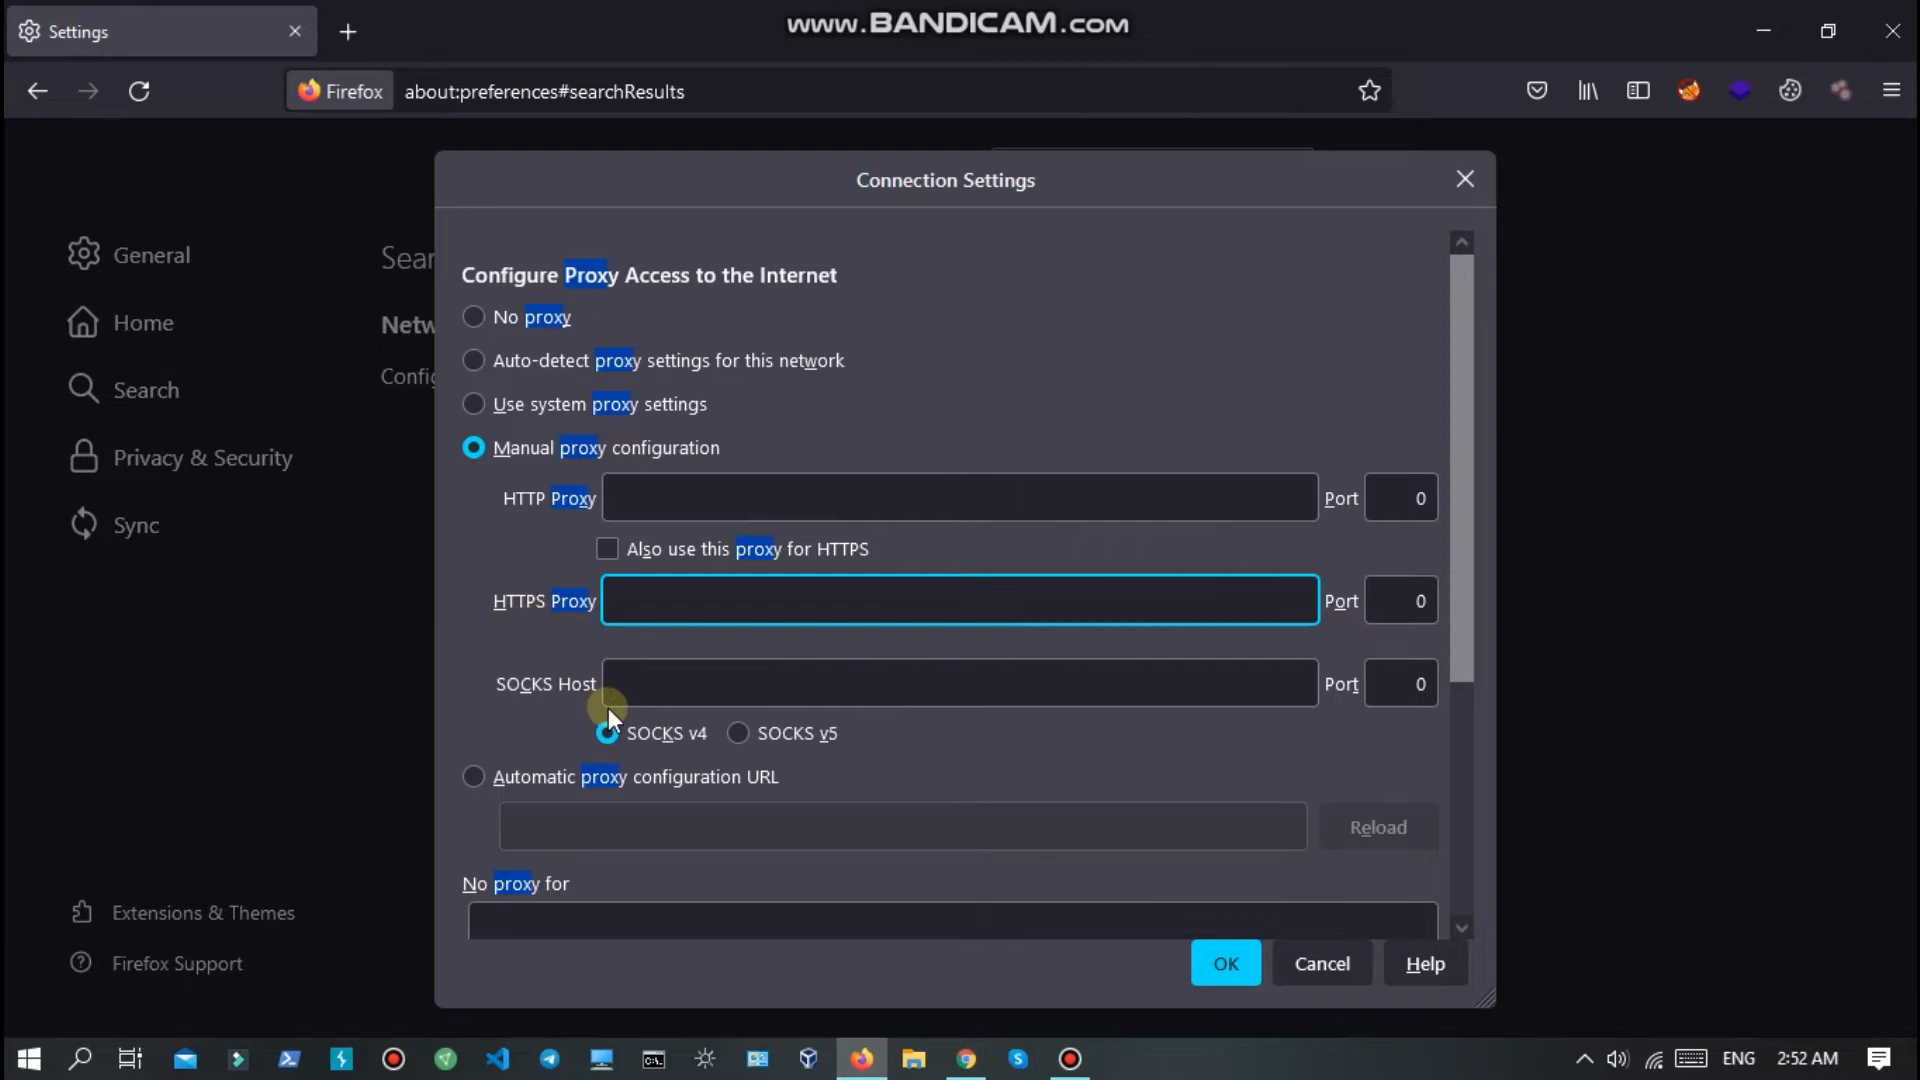 Settings
www.BANDICAM.com
Firefox
about:preferences#searchResults
Connection Settings
General
Home
Search
Privacy & Security
Sync
Extensions & Themes
Firefox Support
Sear
Netw
Config
Configure Proxy Access to the Internet
No proxy
Auto-detect proxy settings for this network
Use system proxy settings
Manual proxy configuration
HTTP Proxy
Port
0
Also use this proxy for HTTPS
HTTPS Proxy
Port
0
SOCKS Host
Port
0
SOCKS v4
SOCKS v5
Automatic proxy configuration URL
Reload
No proxy for
OK
Cancel
Help
ENG
2:52 AM